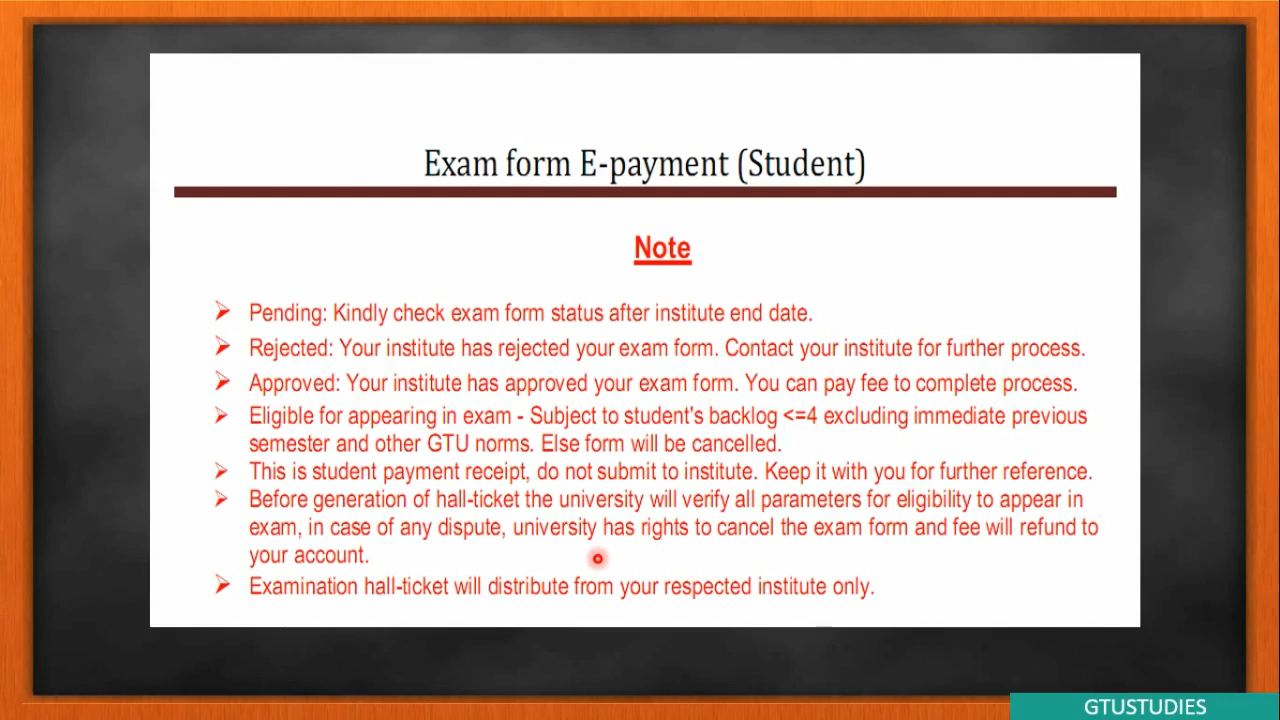 Exam form E-payment (Student)
Note
Pending: Kindly check exam form status after institute end date.
Rejected: Your institute has rejected your exam form. Contact your institute for further process.
Approved: Your institute has approved your exam form. You can pay fee to complete process.
Eligible for appearing in exam - Subject to student's backlog <=4 excluding immediate previous
semester and other GTU norms. Else form will be cancelled.
This is student payment receipt, do not submit to institute. Keep it with you for further reference.
Before generation of hall-ticket the university will verify all parameters for eligibility to appear in
exam, in case of any dispute, university has rights to cancel the exam form and fee will refund to
your account.
Examination hall-ticket will distribute from your respected institute only.
GTUSTUDIES